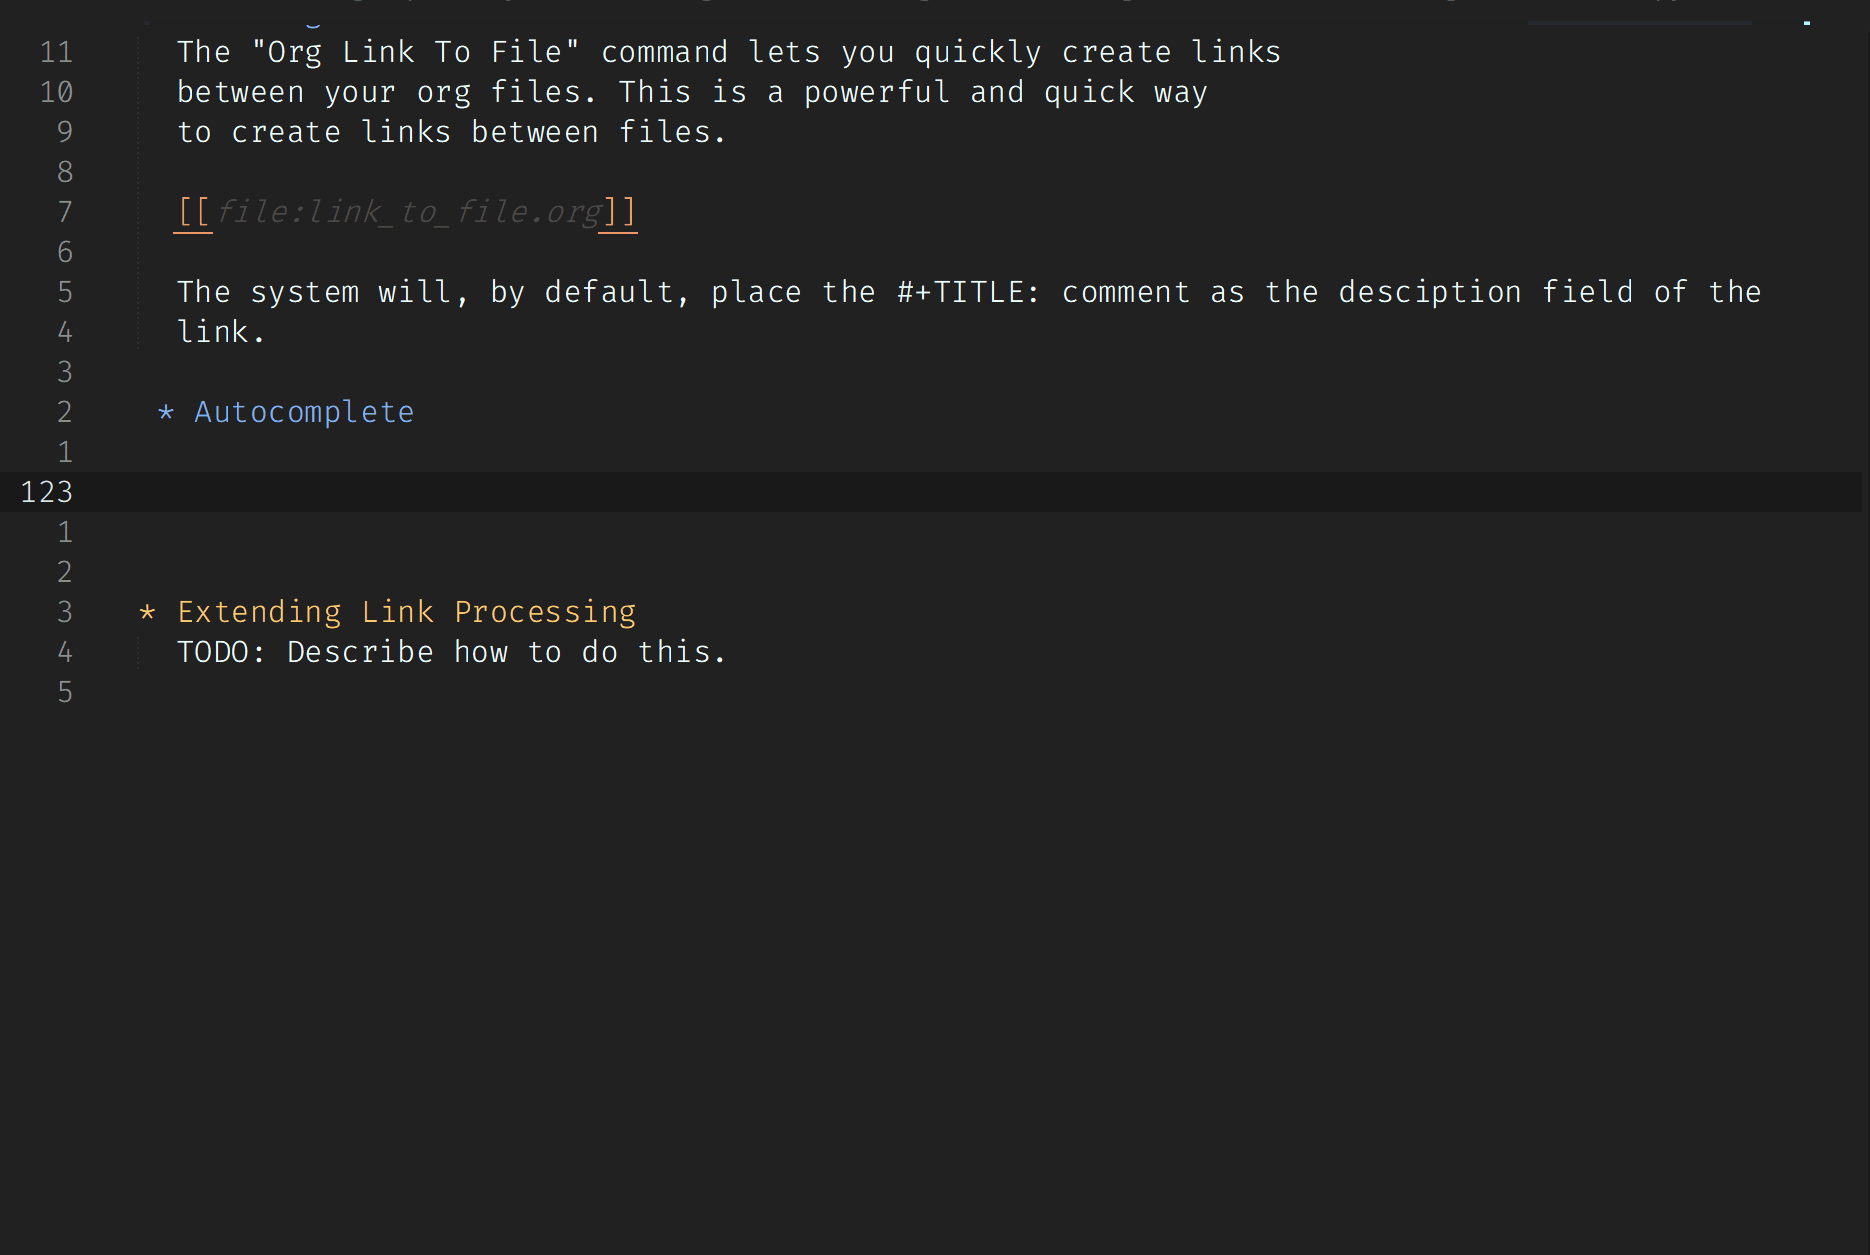 11 The "Org Link To File" command lets you quickly create links
10 between your org files. This is a powerful and quick way
9 to create links between files.
8
7 [[file:link_to_file.org]]
6
5 The system will, by default, place the #+TITLE: comment as the desciption field of the
4 link.
3
2 * Autocomplete
1
123
1
2
3 * Extending Link Processing
4 TODO: Describe how to do this.
5